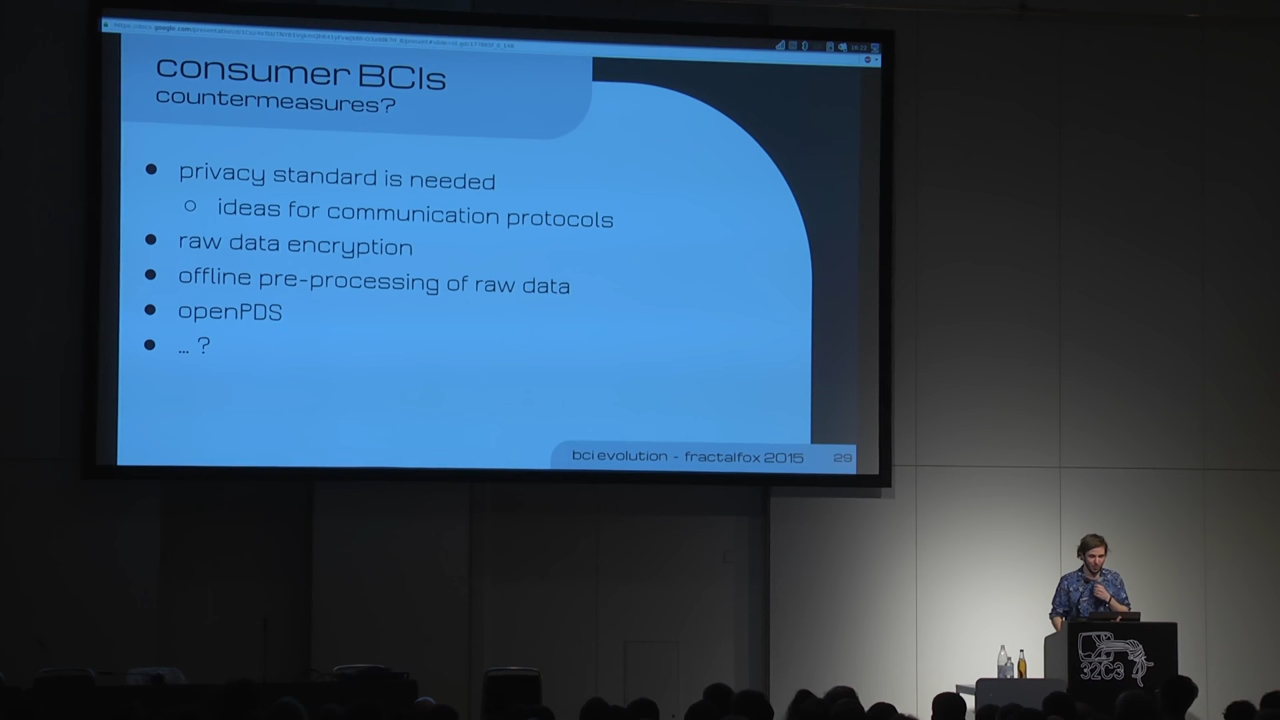 consumer BCIs
countermeasures?
● privacy standard is needed
○ ideas for communication protocols
● raw data encryption
● offline pre-processing of raw data
● openPDS
● ... ?
bci evolution - fractalfox 2015 29
32C3